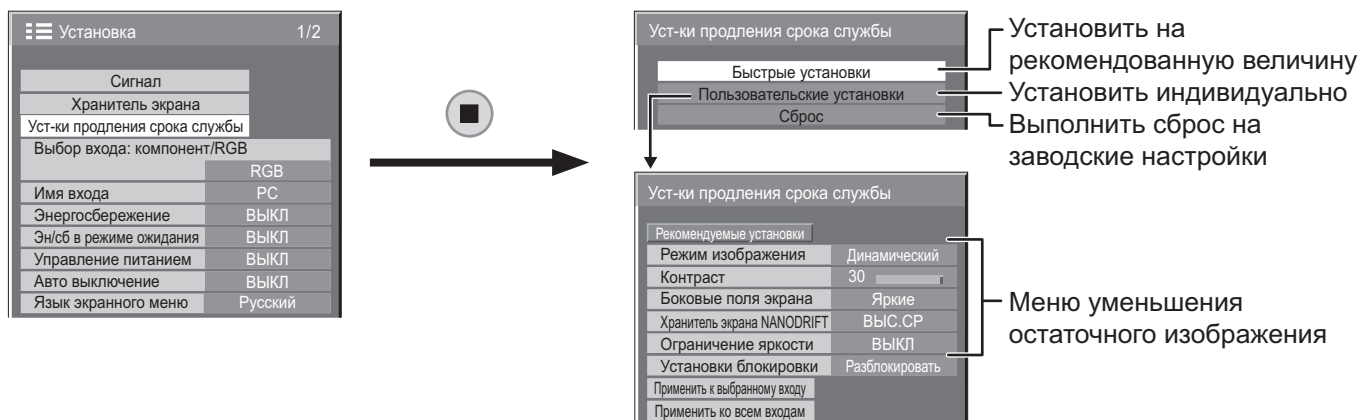 Установка 1/2
Сигнал
Хранитель экрана
Уст-ки продления срока службы
Выбор входа: компонент/RGB
RGB
Имя входа PC
Энергосбережение ВЫКЛ
Эн/сб в режиме ожидания ВЫКЛ
Управление питанием ВЫКЛ
Авто выключение ВЫКЛ
Язык экранного меню Русский
Уст-ки продления срока службы
Быстрые установки
Пользовательские установки
Сброс
Установить на
рекомендованную величину
Установить индивидуально
Выполнить сброс на
заводские настройки
Уст-ки продления срока службы
Рекомендуемые установки
Режим изображения Динамический
Контраст 30
Боковые поля экрана Яркие
Хранитель экрана NANODRIFT ВЫС.СР
Ограничение яркости ВЫКЛ
Установки блокировки Разблокировать
Применить к выбранному входу
Применить ко всем входам
Меню уменьшения
остаточного изображения